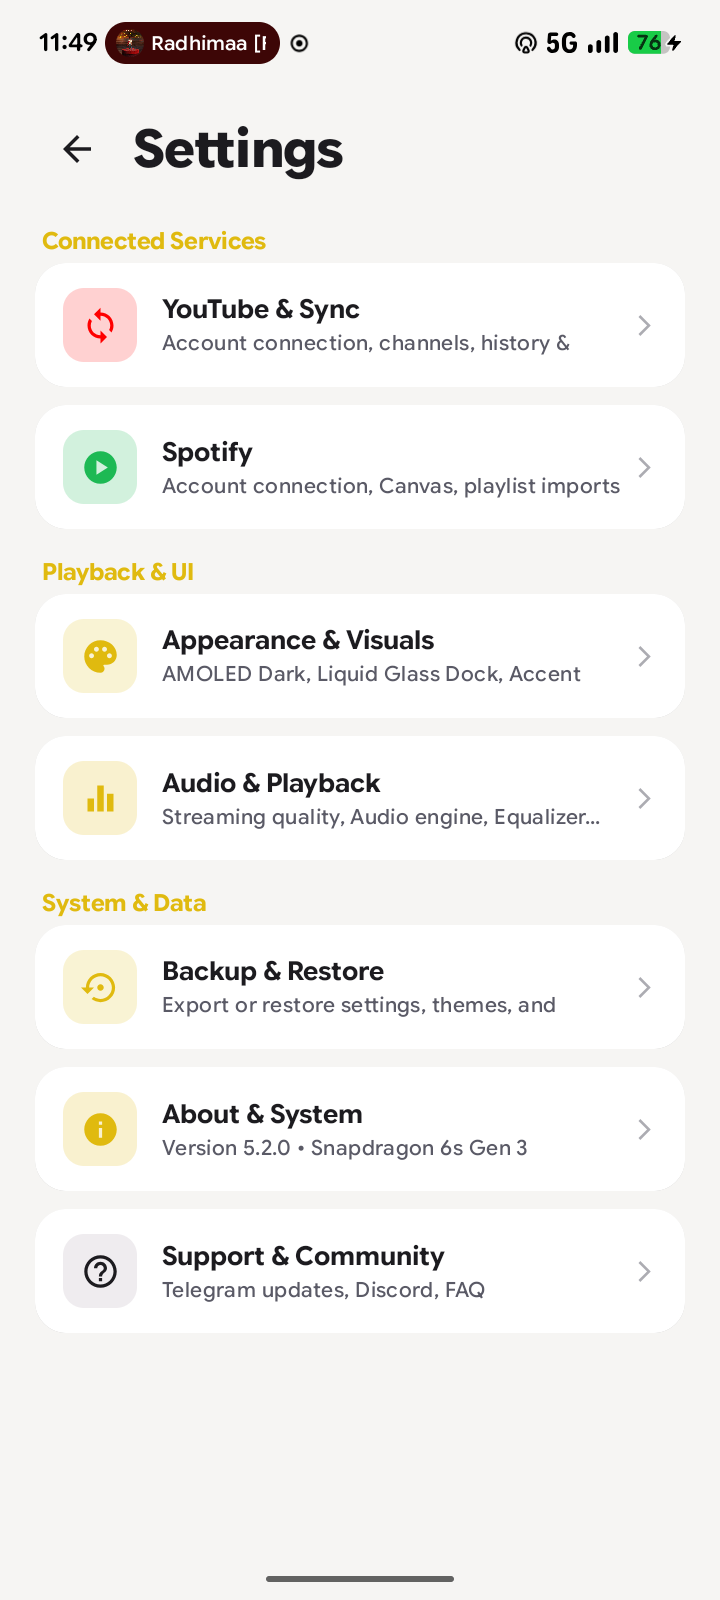 11:49
Radhimaa [
5G
76
Settings
Connected Services
YouTube & Sync
Account connection, channels, history &
Spotify
Account connection, Canvas, playlist imports
Playback & UI
Appearance & Visuals
AMOLED Dark, Liquid Glass Dock, Accent
Audio & Playback
Streaming quality, Audio engine, Equalizer...
System & Data
Backup & Restore
Export or restore settings, themes, and
About & System
Version 5.2.0 • Snapdragon 6s Gen 3
Support & Community
Telegram updates, Discord, FAQ